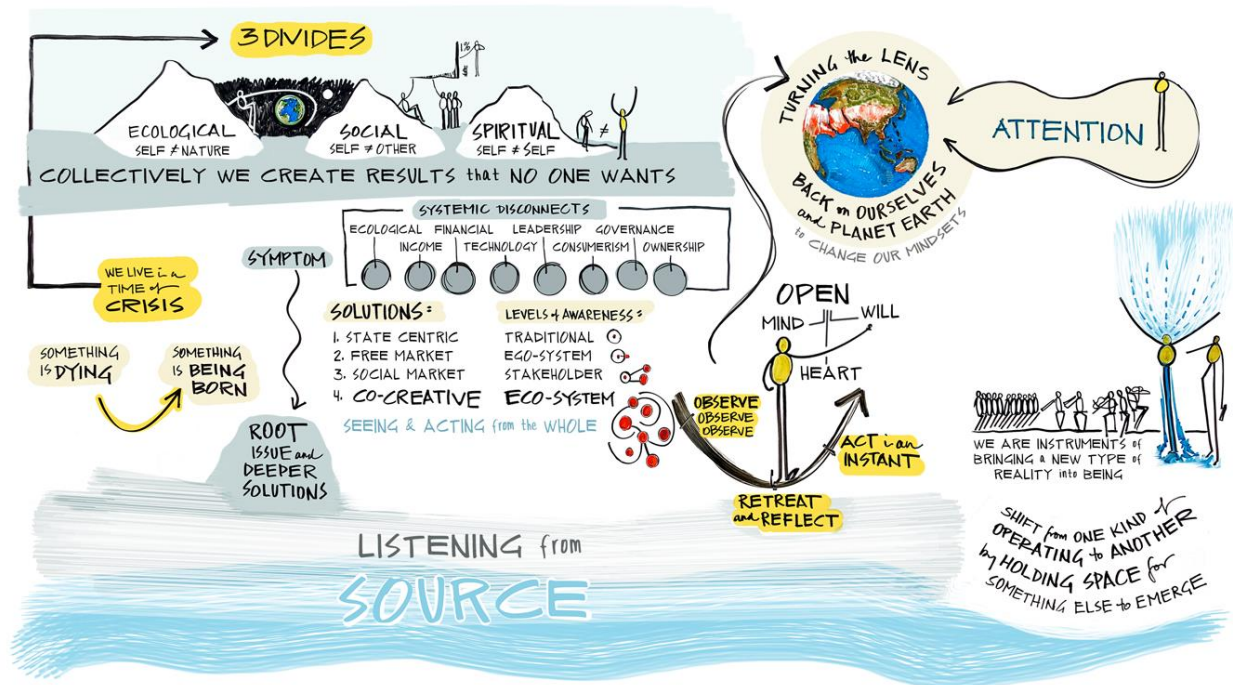 3 DIVIDES
1%
ECOLOGICAL
SELF ≠ NATURE
SOCIAL
SELF ≠ OTHER
SPIRITUAL
SELF ≠ SELF
≠
COLLECTIVELY WE CREATE RESULTS that NO ONE WANTS
WE LIVE in a
TIME of
CRISIS
SOMETHING
IS DYING
SOMETHING
IS BEING
BORN
SYMPTOM
ROOT
ISSUE and
DEEPER
SOLUTIONS
SYSTEMIC DISCONNECTS
ECOLOGICAL FINANCIAL LEADERSHIP GOVERNANCE
INCOME TECHNOLOGY CONSUMERISM OWNERSHIP
SOLUTIONS:
1. STATE CENTRIC
2. FREE MARKET
3. SOCIAL MARKET
4. CO-CREATIVE
LEVELS of AWARENESS:
TRADITIONAL
EGO-SYSTEM
STAKEHOLDER
ECO-SYSTEM
SEEING & ACTING from the WHOLE
TURNING the LENS
BACK on OURSELVES
and PLANET EARTH
to CHANGE OUR MINDSETS
ATTENTION
OPEN
MIND WILL
HEART
OBSERVE
OBSERVE
OBSERVE
RETREAT
and REFLECT
ACT in an
INSTANT
WE ARE INSTRUMENTS of
BRINGING a NEW TYPE of
REALITY into BEING
SHIFT from ONE KIND of
OPERATING to ANOTHER
by HOLDING SPACE for
SOMETHING ELSE to EMERGE
LISTENING from
SOURCE